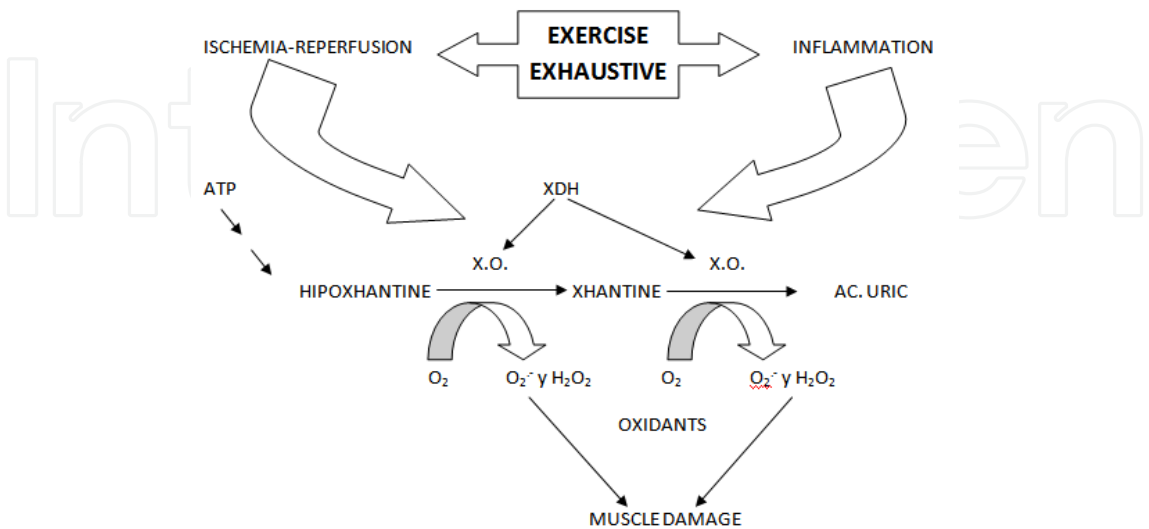 EXERCISE
EXHAUSTIVE
ISCHEMIA-REPERFUSION
INFLAMMATION
ATP
XDH
X.O.
X.O.
HIPOXHANTINE
XHANTINE
AC. URIC
O₂
O₂·⁻ y H₂O₂
O₂
O₂·⁻ y H₂O₂
OXIDANTS
MUSCLE DAMAGE